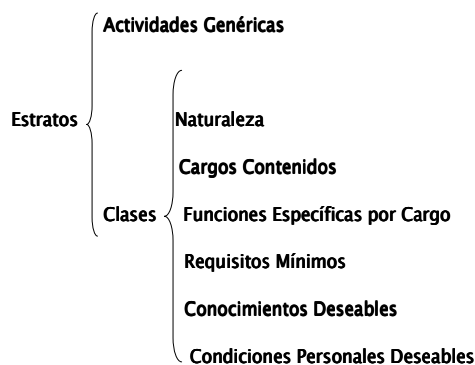 Actividades Genéricas
Estratos
Naturaleza
Cargos Contenidos
Clases
Funciones Específicas por Cargo
Requisitos Mínimos
Conocimientos Deseables
Condiciones Personales Deseables